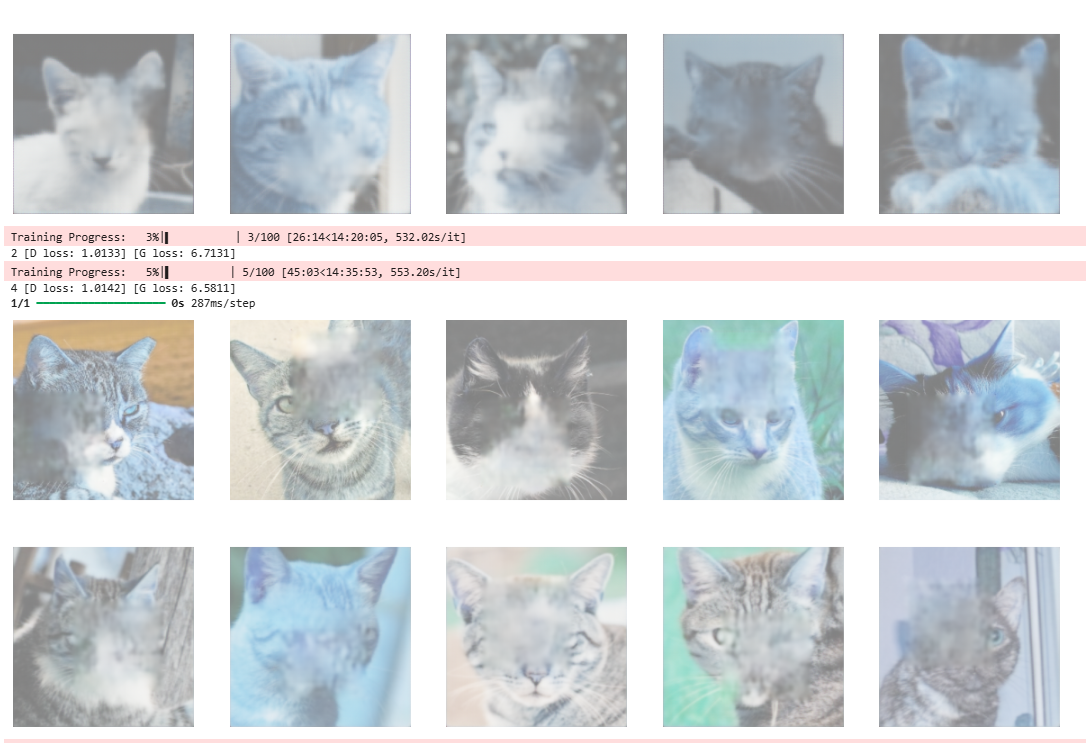 Training Progress:   3%|▌          | 3/100 [26:14<14:20:05, 532.02s/it]
2 [D loss: 1.0133] [G loss: 6.7131]
Training Progress:   5%|▌          | 5/100 [45:03<14:35:53, 553.20s/it]
4 [D loss: 1.0142] [G loss: 6.5811]
1/1 ━━━━━━━━━━━━━━━━━━━━ 0s 287ms/step